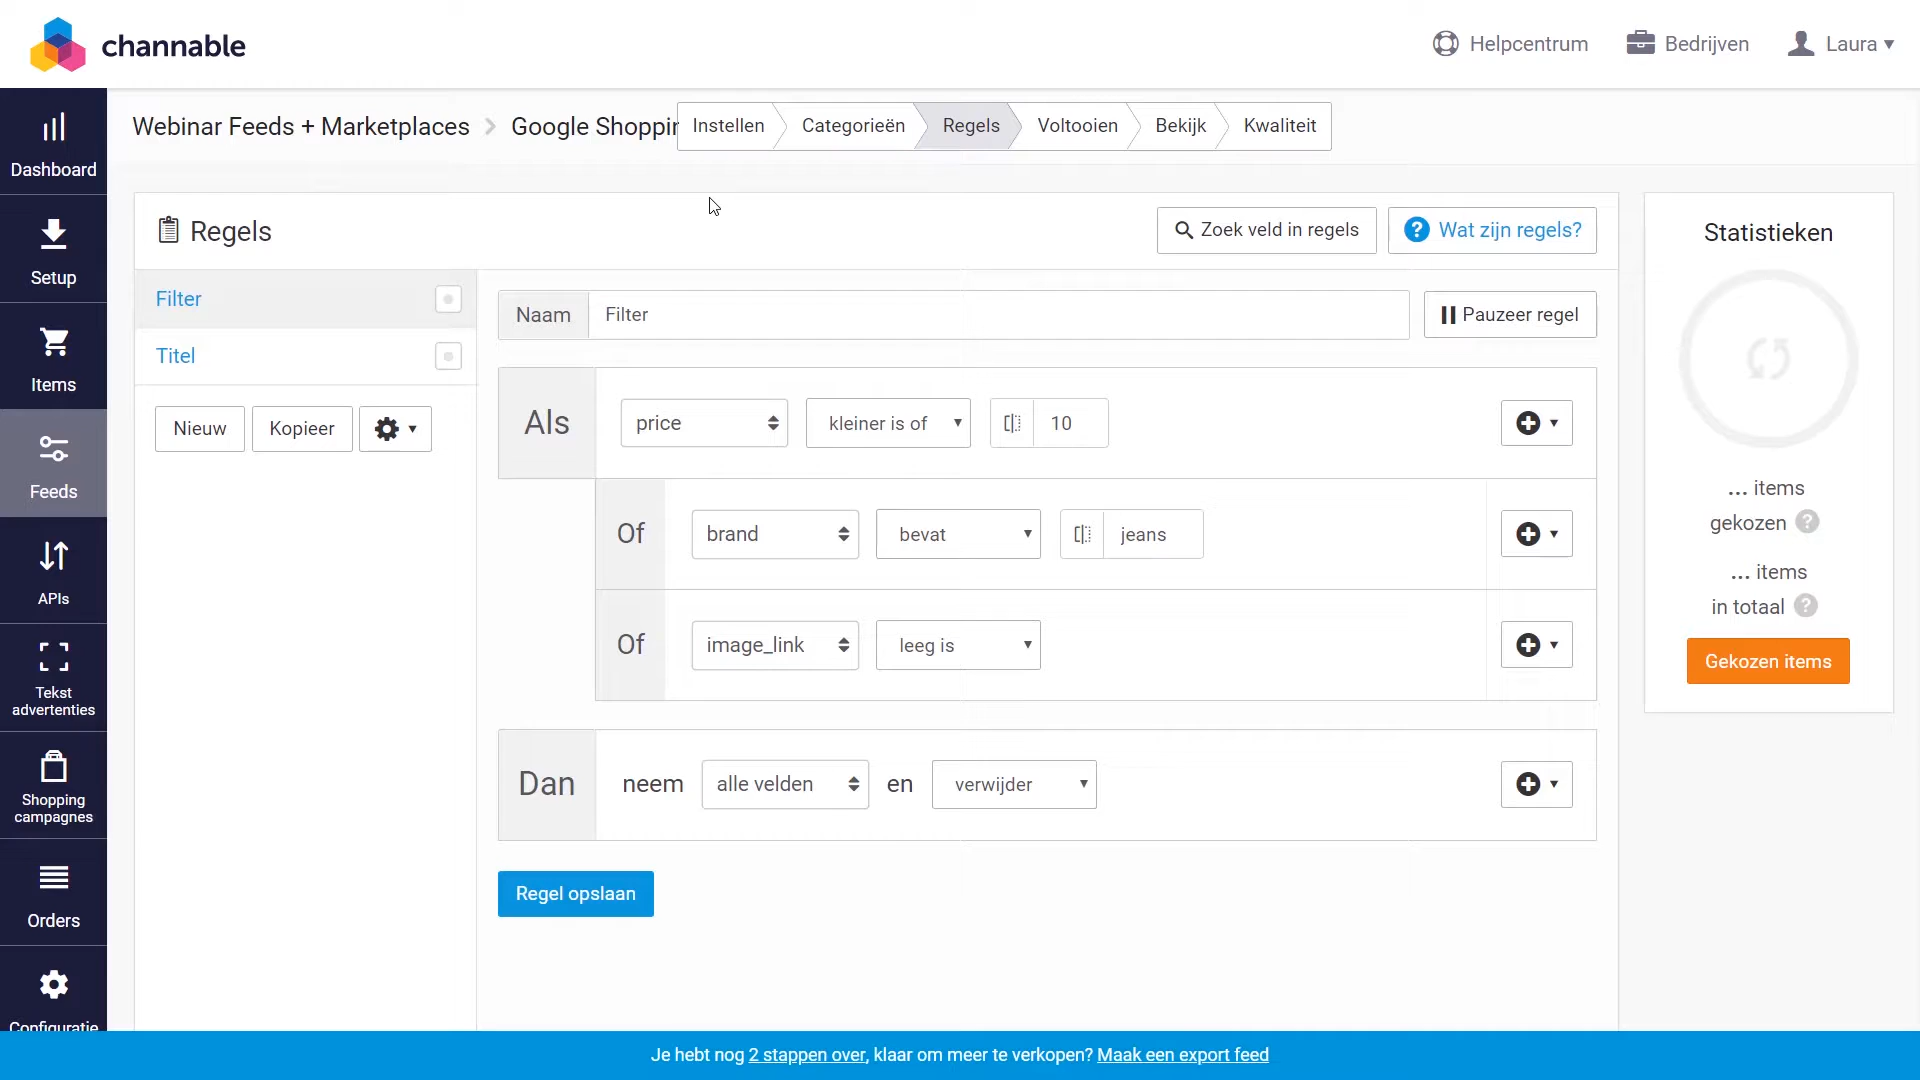 channable
Helpcentrum
Bedrijven
Laura
Webinar Feeds + Marketplaces
Google Shoppin
Instellen
Categorieën
Regels
Voltooien
Bekijk
Kwaliteit
Dashboard
Setup
Items
Feeds
APIs
Tekst
advertenties
Shopping
campagnes
Orders
Configuratie
Regels
Zoek veld in regels
Wat zijn regels?
Filter
Titel
Nieuw
Kopieer
Naam
Filter
Pauzeer regel
Als
price
kleiner is of
10
Of
brand
bevat
jeans
Of
image_link
leeg is
Dan
neem
alle velden
en
verwijder
Regel opslaan
Statistieken
... items
gekozen ?
... items
in totaal ?
Gekozen items
Je hebt nog 2 stappen over, klaar om meer te verkopen? Maak een export feed